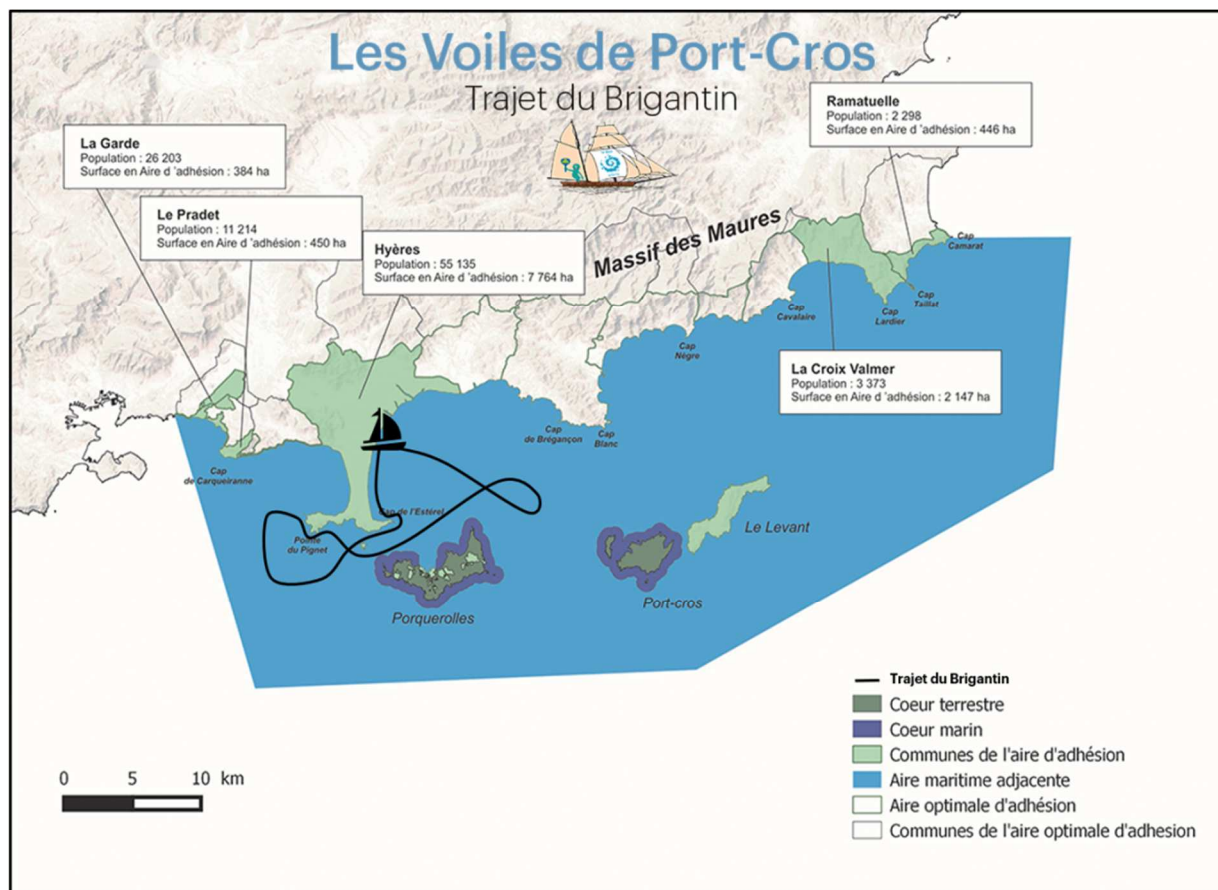 Les Voiles de Port-Cros
Trajet du Brigantin
Ramatuelle
Population : 2 298
Surface en Aire d 'adhésion : 446 ha
La Garde
Population : 26 203
Surface en Aire d 'adhésion : 384 ha
Le Pradet
Population : 11 214
Surface en Aire d 'adhésion : 450 ha
Hyères
Population : 55 135
Surface en Aire d 'adhésion : 7 764 ha
Massif des Maures
Cap
Camarat
Cap
Taillat
Cap
Lardier
Cap
Cavalaire
Cap
Nègre
La Croix Valmer
Population : 3 373
Surface en Aire d 'adhésion : 2 147 ha
Cap
de Brégançon
Cap
Blanc
Cap
de Carqueiranne
Cap de l'Estérel
Pointe
du Pignet
Le Levant
Port-cros
Porquerolles
Trajet du Brigantin
Coeur terrestre
Coeur marin
Communes de l'aire d'adhésion
Aire maritime adjacente
Aire optimale d'adhésion
Communes de l'aire optimale d'adhesion
0 5 10 km